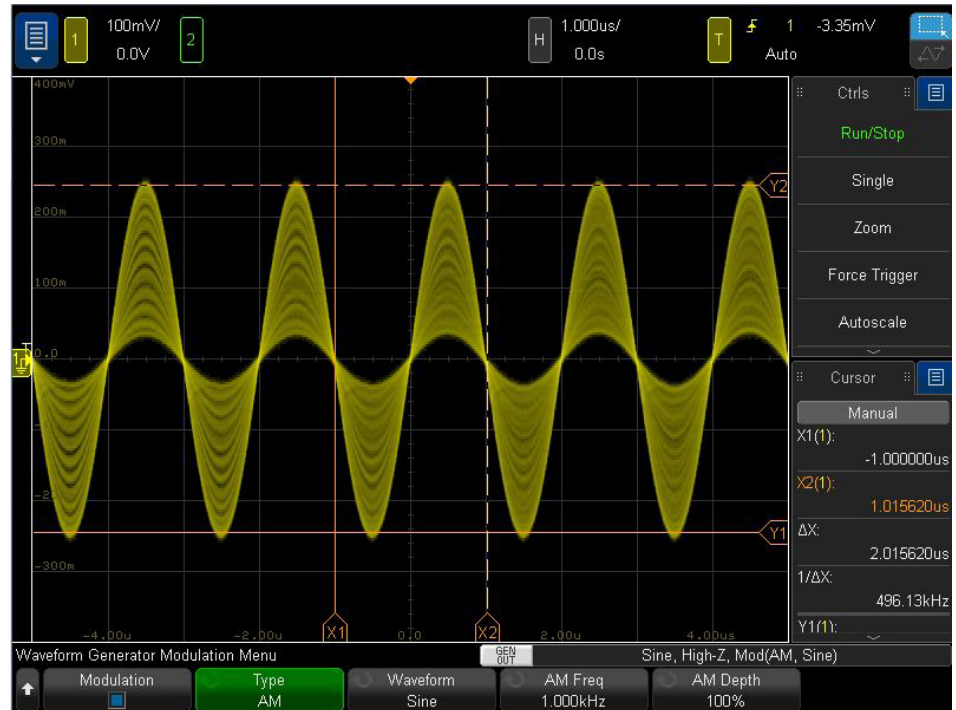 1 100mV/ 0.0V 2 H 1.000us/ 0.0s T 1 -3.35mV Auto
400mV
300m
200m
100m
0.0
-300m
-4.00u -2.00u 0.0 2.00u 4.00us
Y2
Y1
X1 X2
1
T
Ctrls
Run/Stop
Single
Zoom
Force Trigger
Autoscale
Cursor
Manual
X1(1):
-1.000000us
X2(1):
1.015620us
ΔX:
2.015620us
1/ΔX:
496.13kHz
Y1(1):
Waveform Generator Modulation Menu GEN OUT Sine, High-Z, Mod(AM, Sine)
Modulation Type Waveform AM Freq AM Depth
AM Sine 1.000kHz 100%